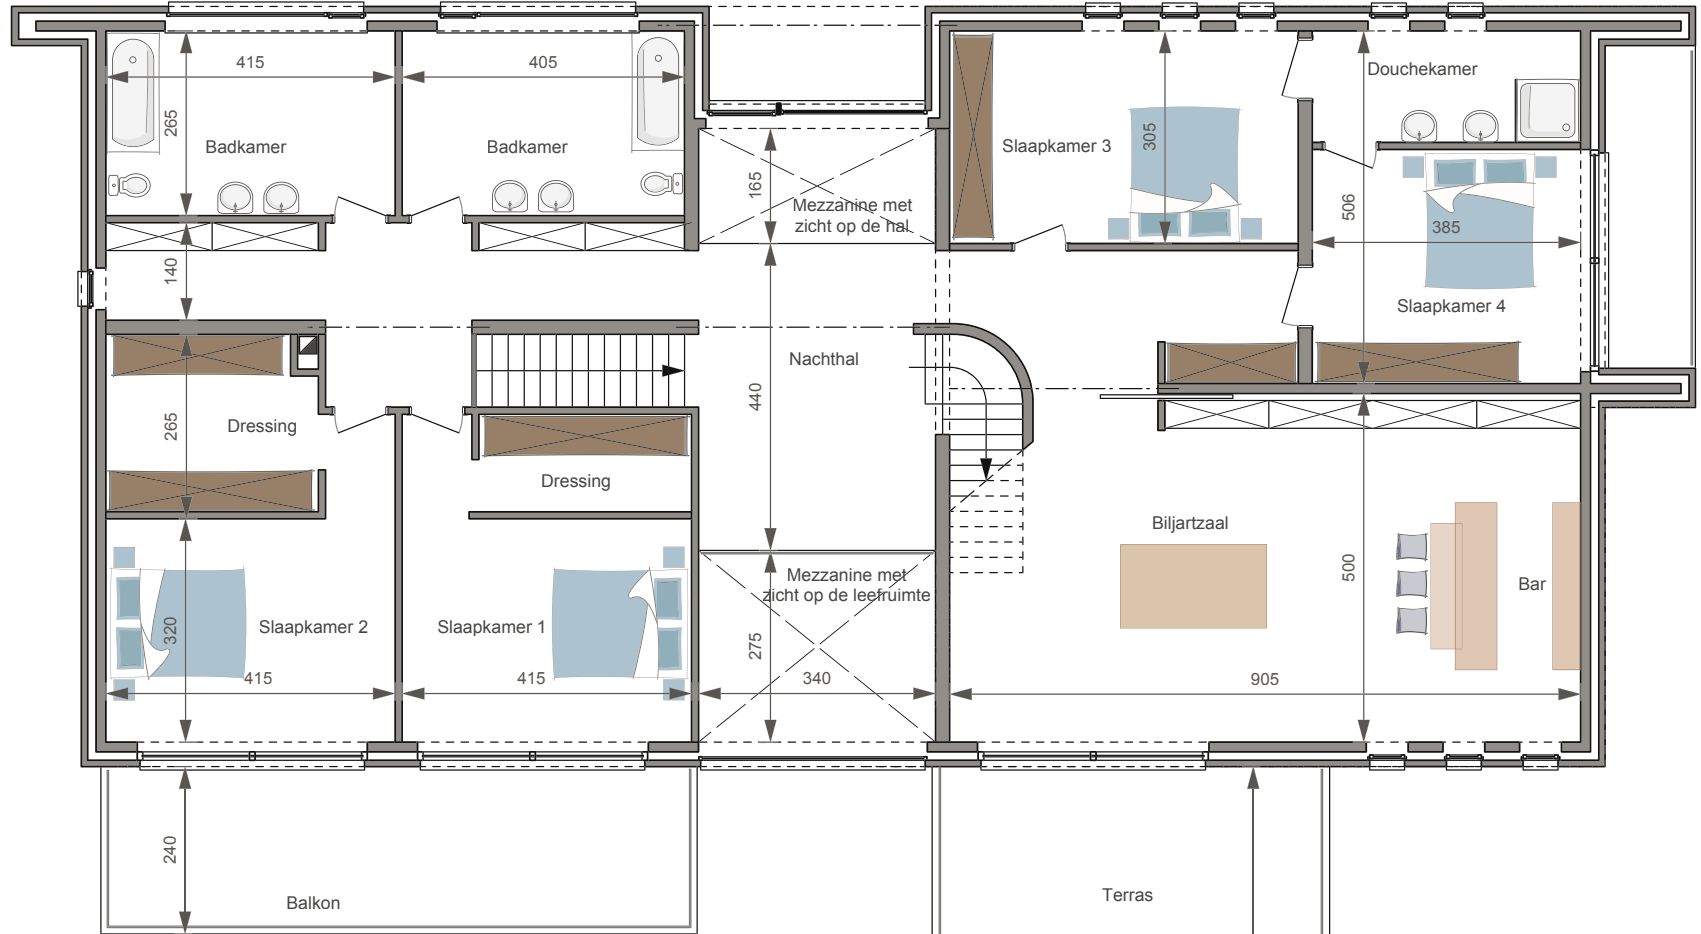 415
405
Douchekamer
265
305
Badkamer
Badkamer
Slaapkamer 3
165
506
Mezzanine met
zicht op de hal
385
140
Slaapkamer 4
Nachthal
440
265
Dressing
Dressing
Biljartzaal
500
Mezzanine met
zicht op de leefruimte
Bar
320
Slaapkamer 2
Slaapkamer 1
275
415
415
340
905
240
Balkon
Terras